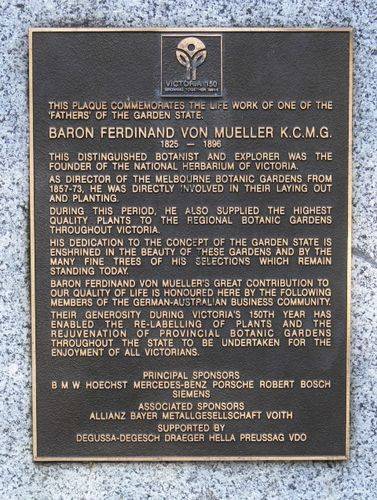 VICTORIA 150
GROWING TOGETHER 1984/5
THIS PLAQUE COMMEMORATES THE LIFE WORK OF ONE OF THE
'FATHERS' OF THE GARDEN STATE.
BARON FERDINAND VON MUELLER K.C.M.G.
1825 — 1896
THIS DISTINGUISHED BOTANIST AND EXPLORER WAS THE
FOUNDER OF THE NATIONAL HERBARIUM OF VICTORIA.
AS DIRECTOR OF THE MELBOURNE BOTANIC GARDENS FROM
1857-73, HE WAS DIRECTLY INVOLVED IN THEIR LAYING OUT
AND PLANTING.
DURING THIS PERIOD, HE ALSO SUPPLIED THE HIGHEST
QUALITY PLANTS TO THE REGIONAL BOTANIC GARDENS
THROUGHOUT VICTORIA.
HIS DEDICATION TO THE CONCEPT OF THE GARDEN STATE IS
ENSHRINED IN THE BEAUTY OF THESE GARDENS AND BY THE
MANY FINE TREES OF HIS SELECTIONS WHICH REMAIN
STANDING TODAY.
BARON FERDINAND VON MUELLER'S GREAT CONTRIBUTION TO
OUR QUALITY OF LIFE IS HONOURED HERE BY THE FOLLOWING
MEMBERS OF THE GERMAN-AUSTRALIAN BUSINESS COMMUNITY.
THEIR GENEROSITY DURING VICTORIA'S 150TH YEAR HAS
ENABLED THE RE-LABELLING OF PLANTS AND THE
REJUVENATION OF PROVINCIAL BOTANIC GARDENS
THROUGHOUT THE STATE TO BE UNDERTAKEN FOR THE
ENJOYMENT OF ALL VICTORIANS.
PRINCIPAL SPONSORS
B M W HOECHST MERCEDES-BENZ PORSCHE ROBERT BOSCH
SIEMENS
ASSOCIATED SPONSORS
ALLIANZ BAYER METALLGESELLSCHAFT VOITH
SUPPORTED BY
DEGUSSA-DEGESCH DRAEGER HELLA PREUSSAG VDO